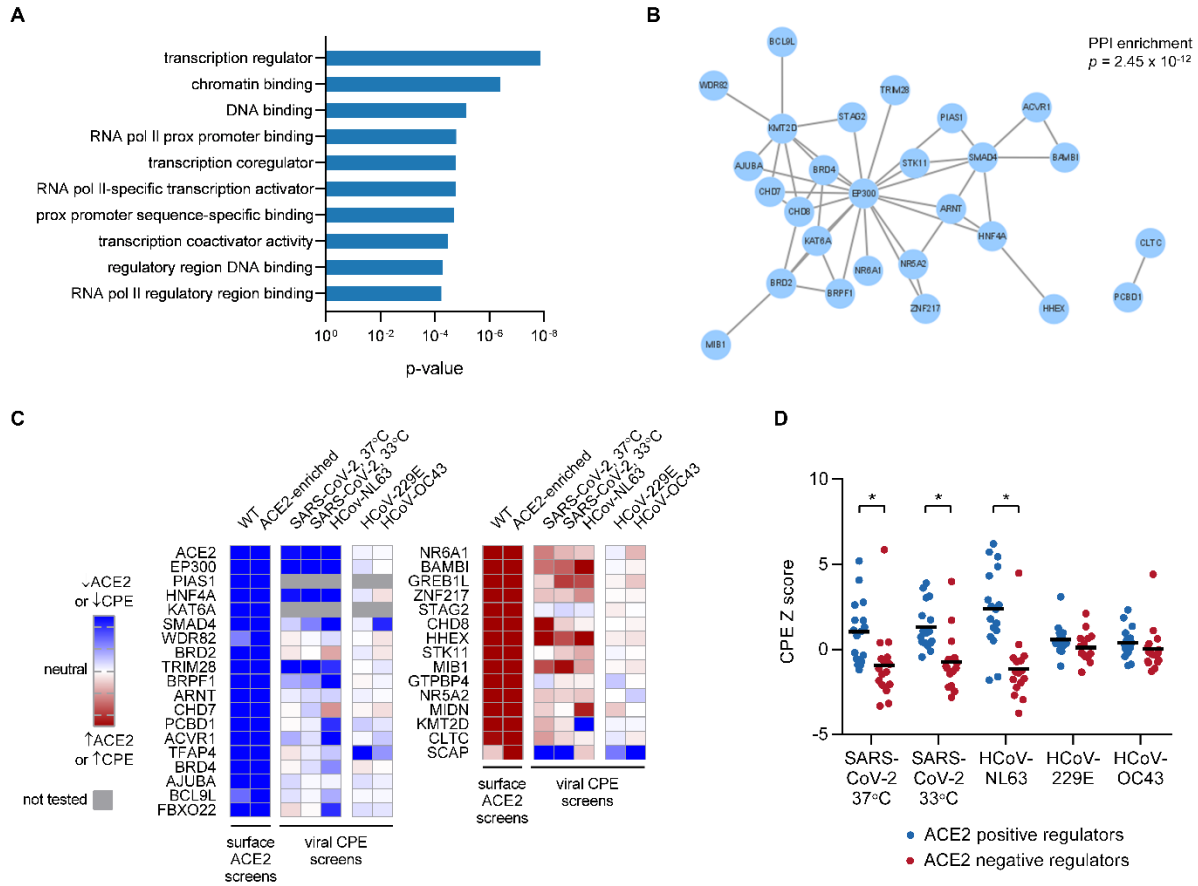 A
transcription regulator
chromatin binding
DNA binding
RNA pol II prox promoter binding
transcription coregulator
RNA pol II-specific transcription activator
prox promoter sequence-specific binding
transcription coactivator activity
regulatory region DNA binding
RNA pol II regulatory region binding
10⁰ 10⁻² 10⁻⁴ 10⁻⁶ 10⁻⁸
p-value
B
PPI enrichment
p = 2.45 x 10⁻¹²
BCL9L
WDR82
TRIM28
ACVR1
STAG2
PIAS1
KMT2D
SMAD4
BAMBI
AJUBA
BRD4
STK11
CHD7
EP300
CHD8
ARNT
HNF4A
KAT6A
CLTC
NR6A1
NR5A2
BRD2
BRPF1
PCBD1
ZNF217
HHEX
MIB1
C
↓ACE2
or ↓CPE
neutral
↑ACE2
or ↑CPE
not tested
WT
ACE2-enriched
SARS-CoV-2, 37°C
SARS-CoV-2, 33°C
HCov-NL63
HCoV-229E
HCoV-OC43
ACE2
EP300
PIAS1
HNF4A
KAT6A
SMAD4
WDR82
BRD2
TRIM28
BRPF1
ARNT
CHD7
PCBD1
ACVR1
TFAP4
BRD4
AJUBA
BCL9L
FBXO22
surface
ACE2
screens
viral CPE
screens
WT
ACE2-enriched
SARS-CoV-2, 37°C
SARS-CoV-2, 33°C
HCov-NL63
HCoV-229E
HCoV-OC43
NR6A1
BAMBI
GREB1L
ZNF217
STAG2
CHD8
HHEX
STK11
MIB1
GTPBP4
NR5A2
MIDN
KMT2D
CLTC
SCAP
surface
ACE2
screens
viral CPE
screens
D
CPE Z score
10
5
0
-5
* * *
SARS-
CoV-2
37°C
SARS-
CoV-2
33°C
HCoV-
NL63
HCoV-
229E
HCoV-
OC43
ACE2 positive regulators
ACE2 negative regulators